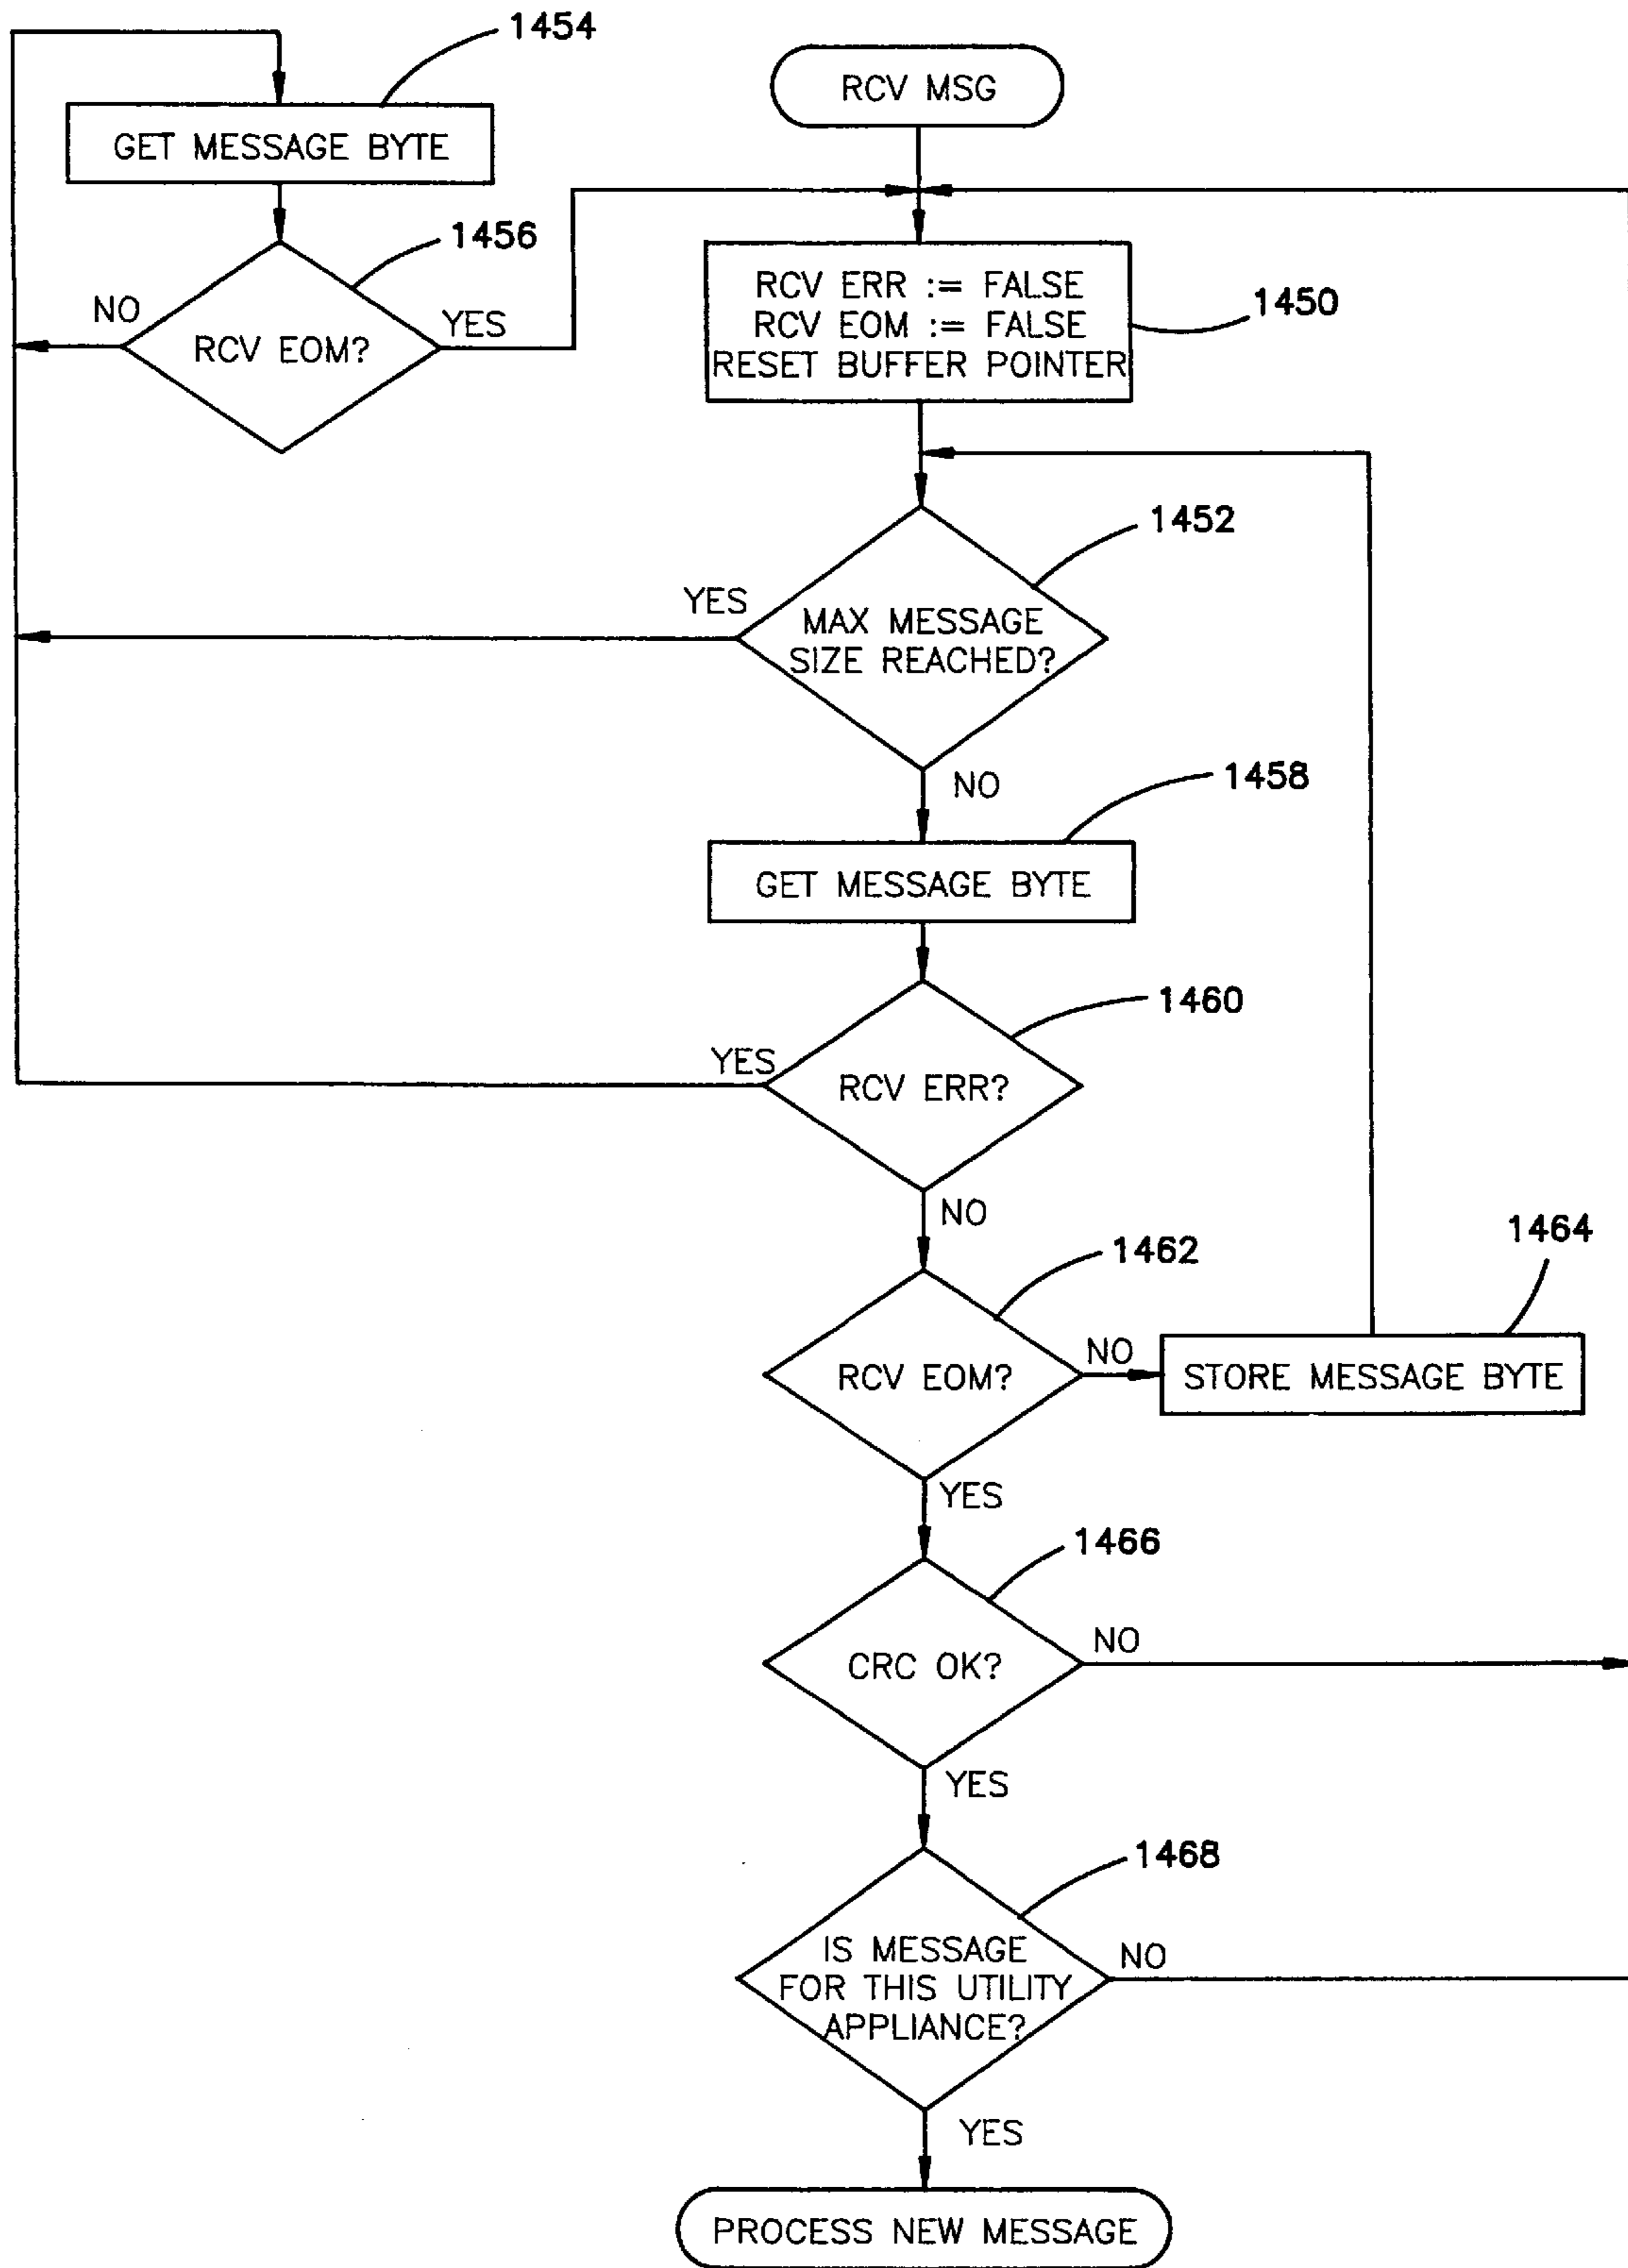 1454
RCV MSG
GET MESSAGE BYTE
1456
NO
RCV EOM?
YES
RCV ERR := FALSE
RCV EOM := FALSE
RESET BUFFER POINTER
1450
1452
YES
MAX MESSAGE
SIZE REACHED?
NO
1458
GET MESSAGE BYTE
1460
YES
RCV ERR?
NO
1462
1464
RCV EOM?
NO
STORE MESSAGE BYTE
YES
1466
CRC OK?
NO
YES
1468
IS MESSAGE
FOR THIS UTILITY
APPLIANCE?
NO
YES
PROCESS NEW MESSAGE